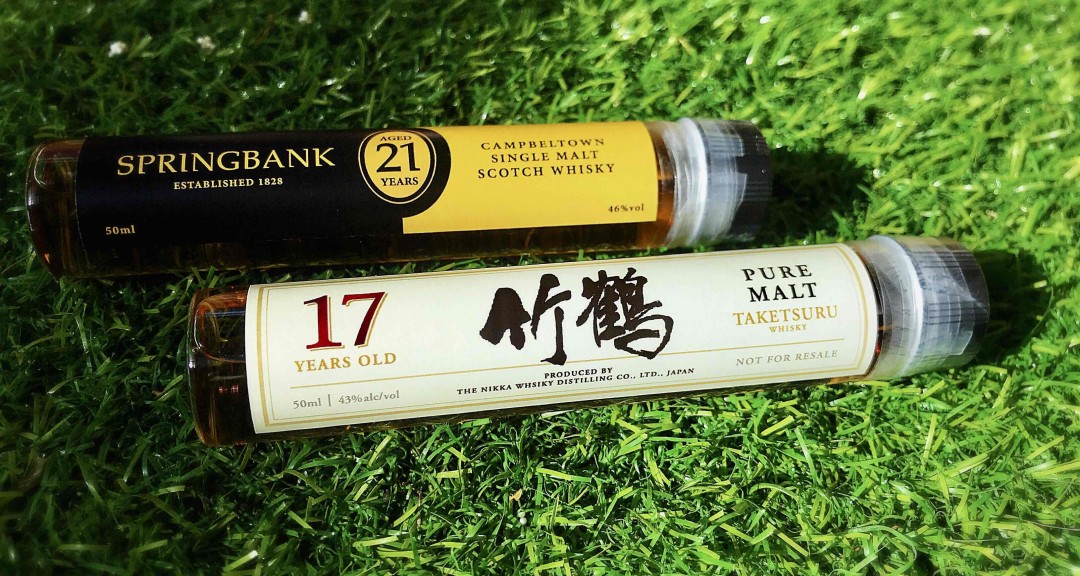 SPRINGBANK
ESTABLISHED 1828
50ml
AGED
21
YEARS
CAMPBELTOWN
SINGLE MALT
SCOTCH WHISKY
46%vol
17
YEARS OLD
50ml | 43%alc/vol
竹鶴
PRODUCED BY
THE NIKKA WHSIKY DISTILLING CO., LTD., JAPAN
PURE
MALT
TAKETSURU
WHISKY
NOT FOR RESALE